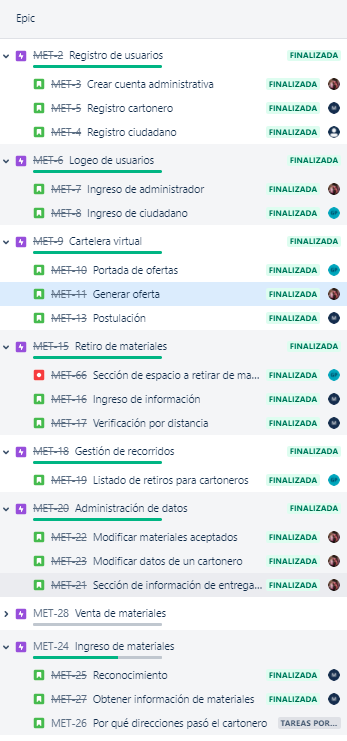 Epic
MET-2 Registro de usuarios FINALIZADA
MET-3 Crear cuenta administrativa FINALIZADA
MET-5 Registro cartonero FINALIZADA M
MET-4 Registro ciudadano FINALIZADA
MET-6 Logeo de usuarios FINALIZADA
MET-7 Ingreso de administrador FINALIZADA
MET-8 Ingreso de ciudadano FINALIZADA
MET-9 Cartelera virtual FINALIZADA
MET-10 Portada de ofertas FINALIZADA
MET-11 Generar oferta FINALIZADA
MET-13 Postulación FINALIZADA M
MET-15 Retiro de materiales FINALIZADA
MET-66 Sección de espacio a retirar de ma... FINALIZADA
MET-16 Ingreso de información FINALIZADA M
MET-17 Verificación por distancia FINALIZADA M
MET-18 Gestión de recorridos FINALIZADA
MET-19 Listado de retiros para cartoneros FINALIZADA
MET-20 Administración de datos FINALIZADA
MET-22 Modificar materiales aceptados FINALIZADA
MET-23 Modificar datos de un cartonero FINALIZADA
MET-21 Sección de información de entrega... FINALIZADA
MET-28 Venta de materiales
MET-24 Ingreso de materiales
MET-25 Reconocimiento FINALIZADA M
MET-27 Obtener información de materiales FINALIZADA M
MET-26 Por qué direcciones pasó el cartonero TAREAS POR...